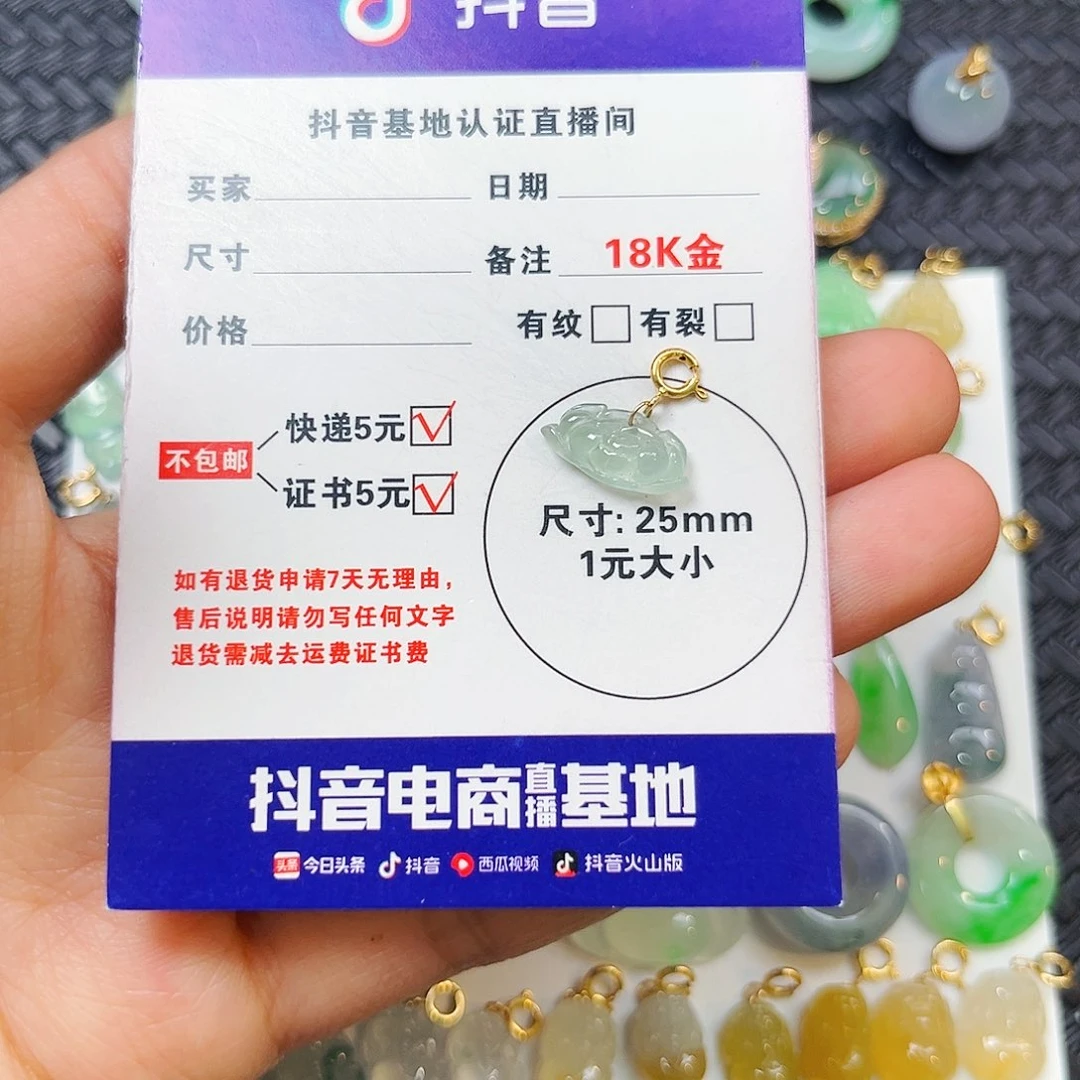 抖音
抖音基地认证直播间
买家 日期
尺寸 备注 18K金
价格 有纹 有裂
快递5元
不包邮
证书5元
尺寸: 25mm
1元大小
如有退货申请7天无理由，
售后说明请勿写任何文字
退货需减去运费证书费
抖音电商直播基地
头条 今日头条 抖音 西瓜视频 抖音火山版